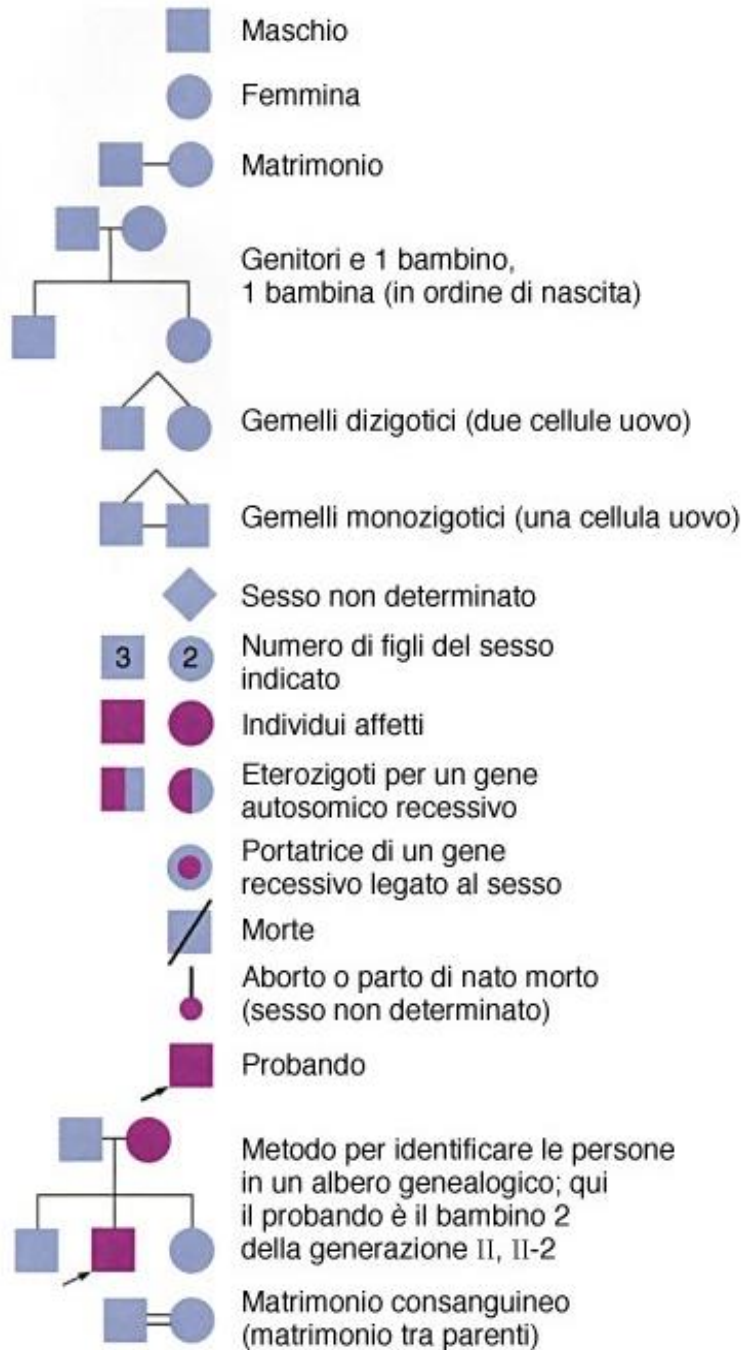 Maschio
Femmina
Matrimonio
Genitori e 1 bambino,
1 bambina (in ordine di nascita)
Gemelli dizigotici (due cellule uovo)
Gemelli monozigotici (una cellula uovo)
Sesso non determinato
3 2 Numero di figli del sesso
indicato
Individui affetti
Eterozigoti per un gene
autosomico recessivo
Portatrice di un gene
recessivo legato al sesso
Morte
Aborto o parto di nato morto
(sesso non determinato)
Probando
Metodo per identificare le persone
in un albero genealogico; qui
il probando è il bambino 2
della generazione II, II-2
Matrimonio consanguineo
(matrimonio tra parenti)